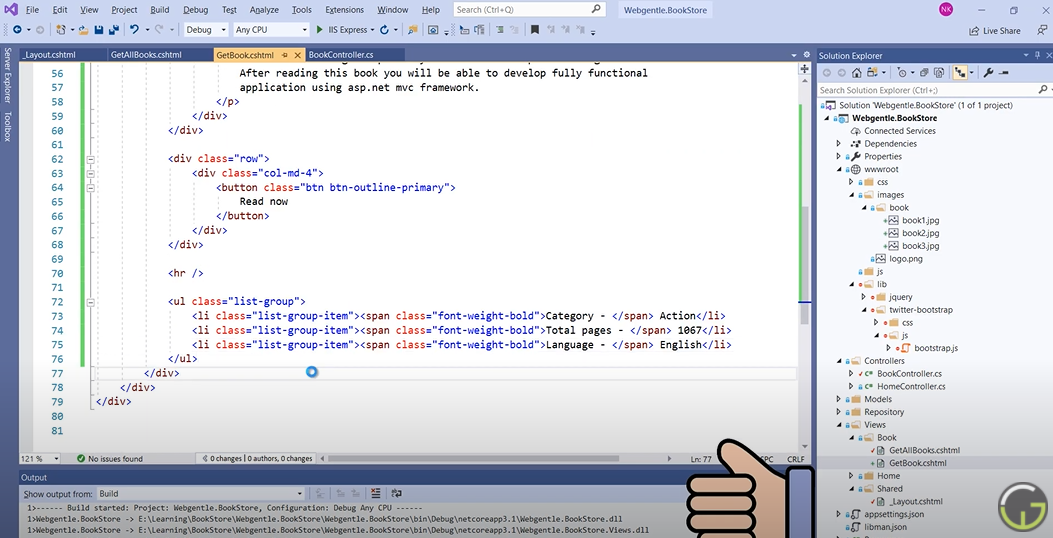 File Edit View Project Build Debug Test Analyze Tools Extensions Window Help Search (Ctrl+Q) Webgentle.BookStore NK
Debug Any CPU IIS Express Live Share
Server Explorer
Toolbox
_Layout.cshtml GetAllBooks.cshtml GetBook.cshtml BookController.cs
56 After reading this book you will be able to develop fully functional
57 application using asp.net mvc framework.
58 </p>
59 </div>
60 </div>
61
62 <div class="row">
63 <div class="col-md-4">
64 <button class="btn btn-outline-primary">
65 Read now
66 </button>
67 </div>
68 </div>
69
70 <hr />
71
72 <ul class="list-group">
73 <li class="list-group-item"><span class="font-weight-bold">Category - </span> Action</li>
74 <li class="list-group-item"><span class="font-weight-bold">Total pages - </span> 1067</li>
75 <li class="list-group-item"><span class="font-weight-bold">Language - </span> English</li>
76 </ul>
77 </div>
78 </div>
79 </div>
80
81
121 % No issues found 0 changes | 0 authors, 0 changes Ln: 77 SPC CRLF
Output
Show output from: Build
1>------ Build started: Project: Webgentle.BookStore, Configuration: Debug Any CPU ------
1>Webgentle.BookStore -> E:\Learning\BookStore\Webgentle.BookStore\Webgentle.BookStore\bin\Debug\netcoreapp3.1\Webgentle.BookStore.dll
1>Webgentle.BookStore -> E:\Learning\BookStore\Webgentle.BookStore\Webgentle.BookStore\bin\Debug\netcoreapp3.1\Webgentle.BookStore.Views.dll
Solution Explorer
Search Solution Explorer (Ctrl+;)
Solution 'Webgentle.BookStore' (1 of 1 project)
Webgentle.BookStore
Connected Services
Dependencies
Properties
wwwroot
css
images
book
book1.jpg
book2.jpg
book3.jpg
logo.png
js
lib
jquery
twitter-bootstrap
css
js
bootstrap.js
Controllers
BookController.cs
HomeController.cs
Models
Repository
Views
Book
GetAllBooks.cshtml
GetBook.cshtml
Home
Shared
_Layout.cshtml
appsettings.json
libman.json